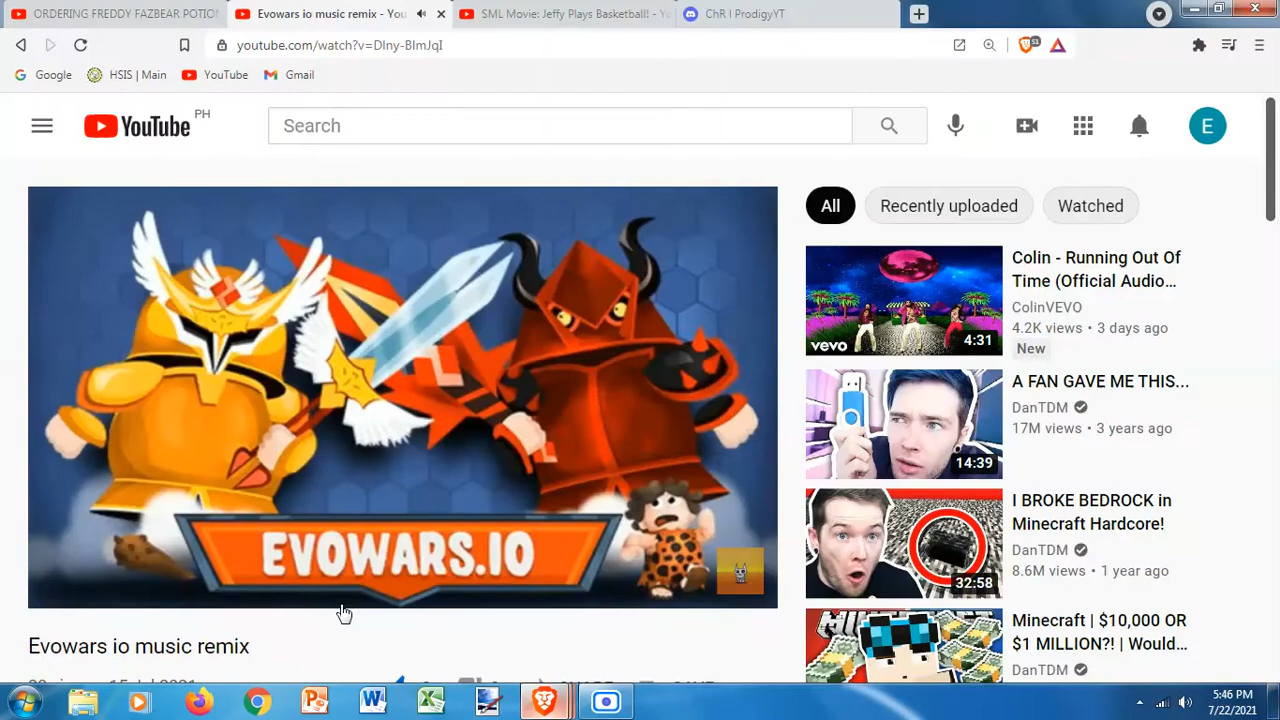 ORDERING FREDDY FAZBEAR POTION
Evowars io music remix - You
SML Movie: Jeffy Plays Basketball! - Yo
ChR | ProdigyYT
youtube.com/watch?v=DIny-BImJqI
51
Google
HSIS | Main
YouTube
Gmail
YouTube PH
Search
E
EVOWARS.IO
Evowars io music remix
15 Jul 2021
All
Recently uploaded
Watched
vevo
4:31
Colin - Running Out Of
Time (Official Audio...
ColinVEVO
4.2K views • 3 days ago
New
14:39
A FAN GAVE ME THIS...
DanTDM
17M views • 3 years ago
32:58
I BROKE BEDROCK in
Minecraft Hardcore!
DanTDM
8.6M views • 1 year ago
Minecraft | $10,000 OR
$1 MILLION?! | Would...
DanTDM
5:46 PM
7/22/2021